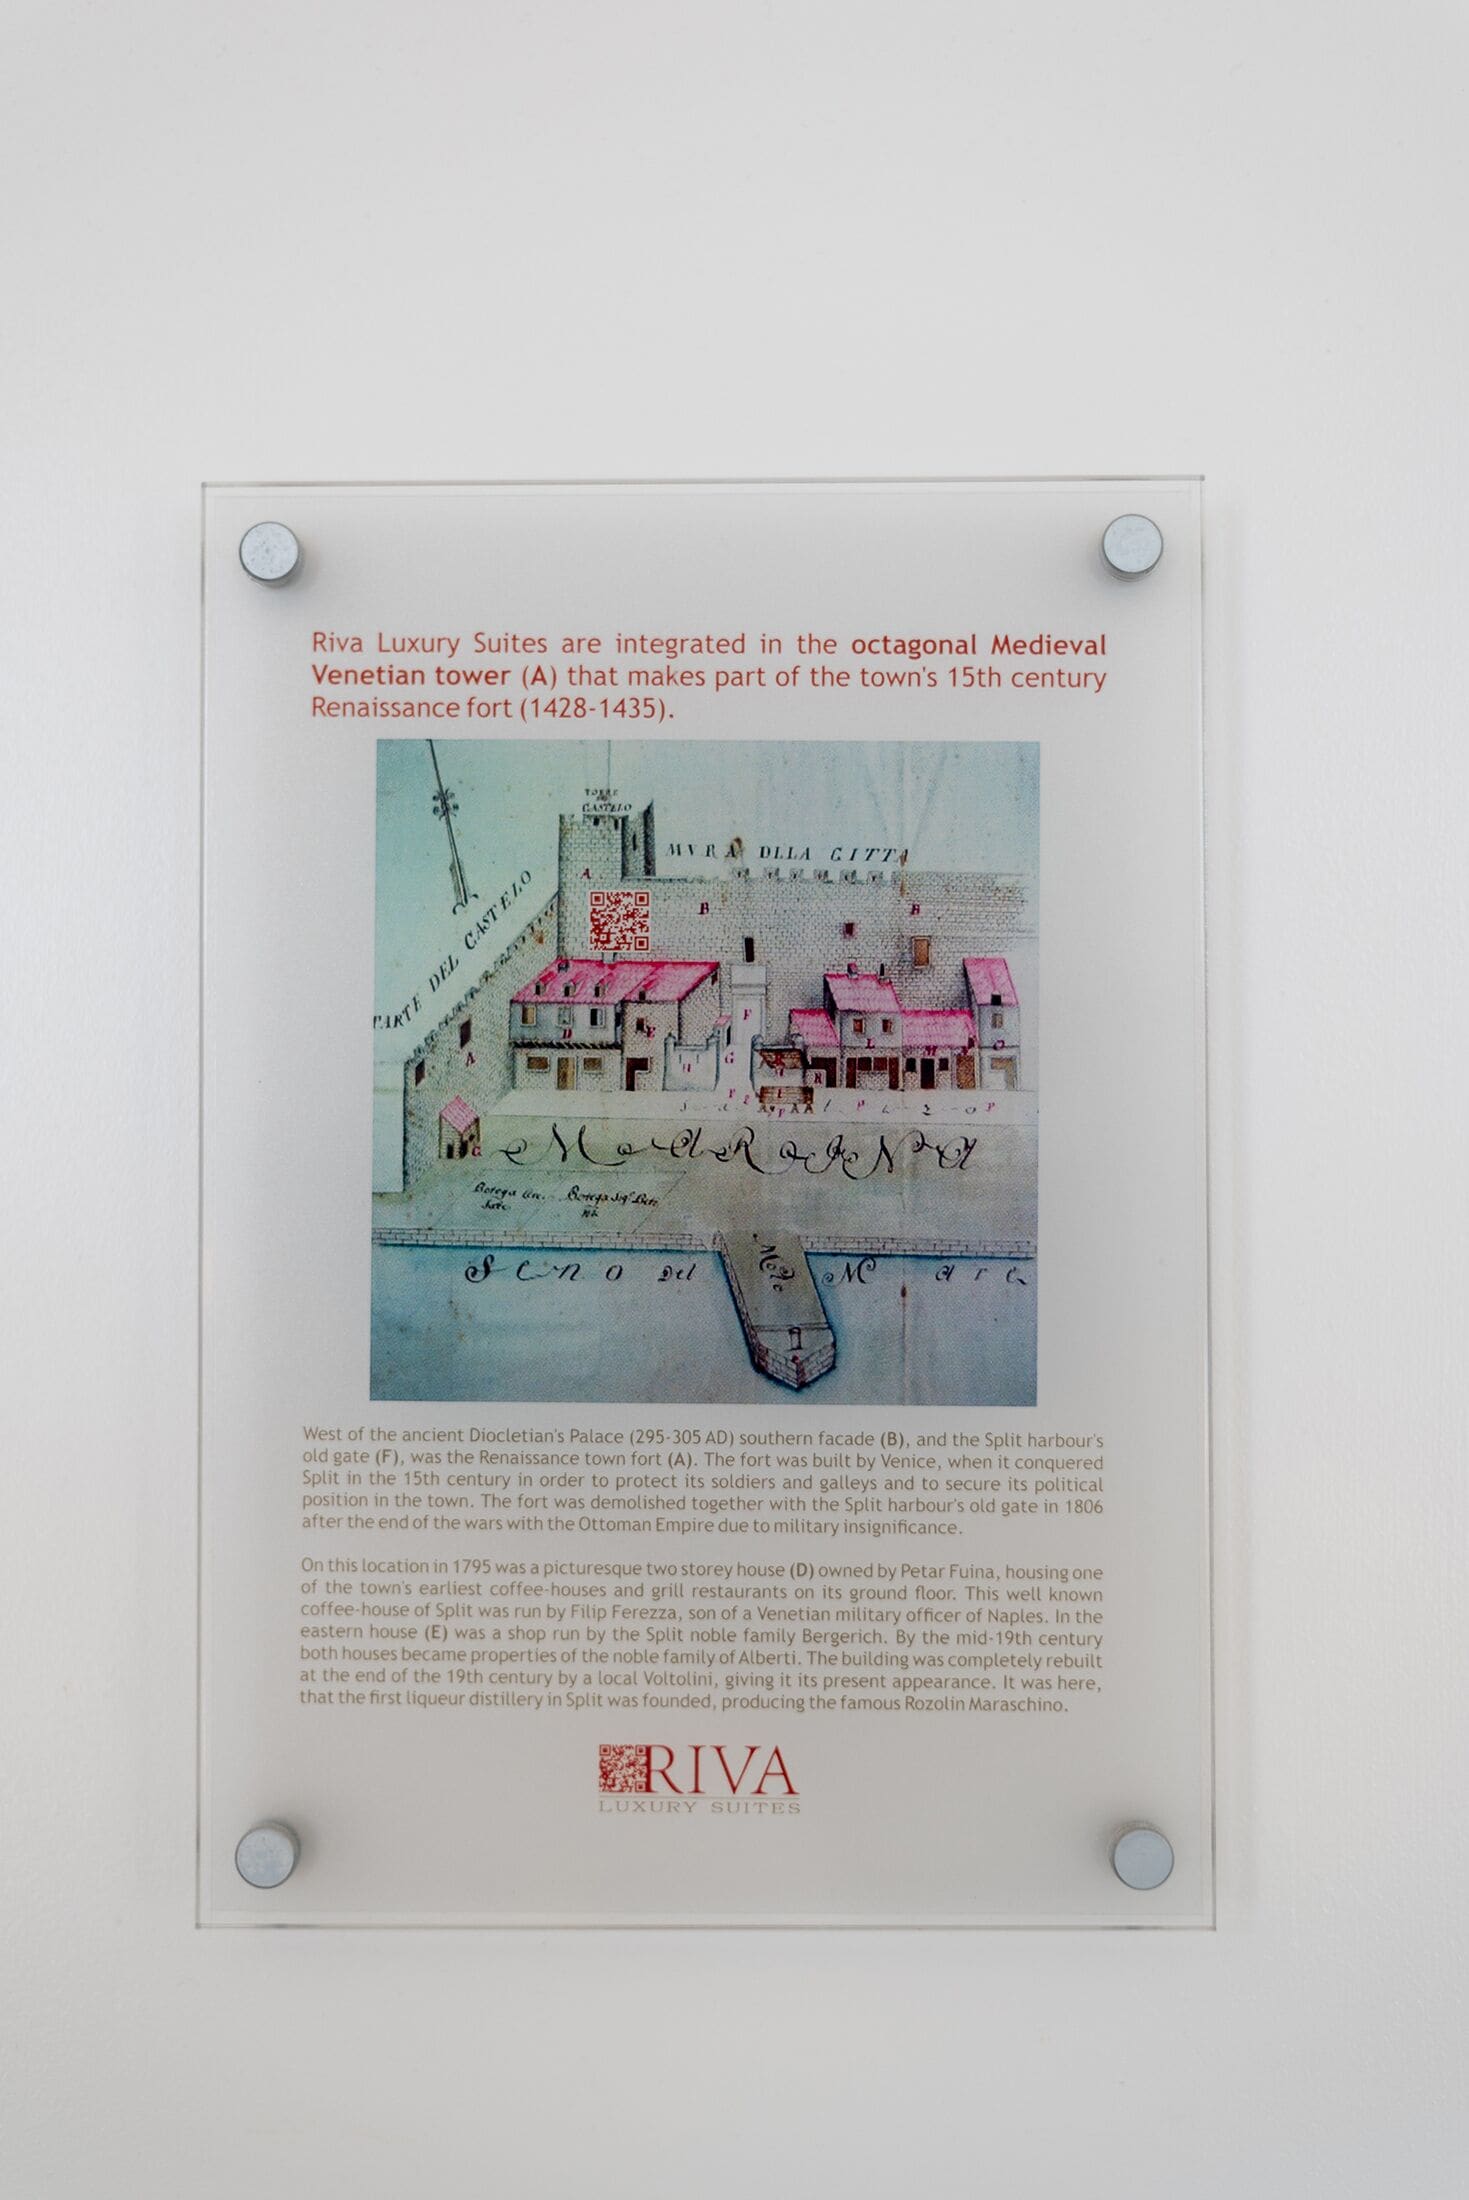 Riva Luxury Suites are integrated in the octagonal Medieval
Venetian tower (A) that makes part of the town's 15th century
Renaissance fort (1428-1435).
TORRE
CASTELO
MVRA DLLA CITTA
PARTE DEL CASTELO
A
B
B
F
D
E
A
G
H
L
M
N
O
G
MARINA
Botega
Botega
Seno Del Mare
Molo
West of the ancient Diocletian's Palace (295-305 AD) southern facade (B), and the Split harbour's
old gate (F), was the Renaissance town fort (A). The fort was built by Venice, when it conquered
Split in the 15th century in order to protect its soldiers and galleys and to secure its political
position in the town. The fort was demolished together with the Split harbour's old gate in 1806
after the end of the wars with the Ottoman Empire due to military insignificance.
On this location in 1795 was a picturesque two storey house (D) owned by Petar Fuina, housing one
of the town's earliest coffee-houses and grill restaurants on its ground floor. This well known
coffee-house of Split was run by Filip Ferezza, son of a Venetian military officer of Naples. In the
eastern house (E) was a shop run by the Split noble family Bergerich. By the mid-19th century
both houses became properties of the noble family of Alberti. The building was completely rebuilt
at the end of the 19th century by a local Voltolini, giving it its present appearance. It was here,
that the first liqueur distillery in Split was founded, producing the famous Rozolin Maraschino.
RIVA
LUXURY SUITES